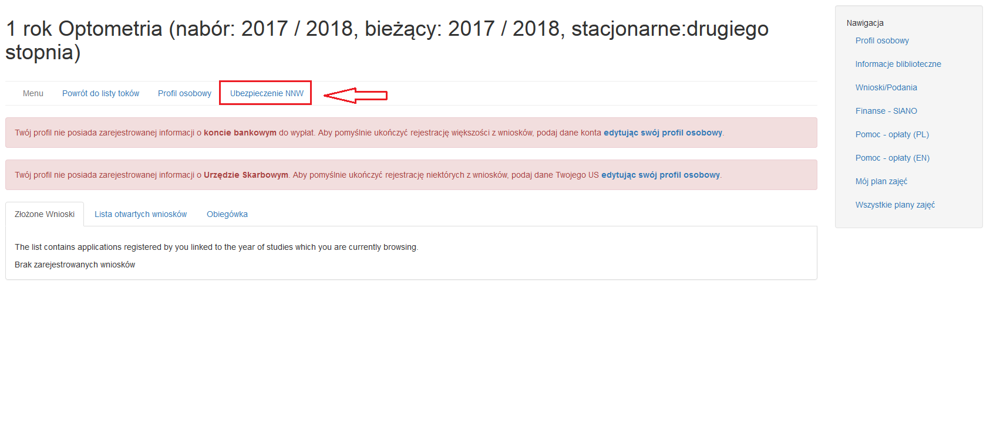 1 rok Optometria (nabór: 2017 / 2018, bieżący: 2017 / 2018, stacjonarne:drugiego
stopnia)
Menu Powrót do listy toków Profil osobowy Ubezpieczenie NNW
Twój profil nie posiada zarejestrowanej informacji o koncie bankowym do wypłat. Aby pomyślnie ukończyć rejestrację większości z wniosków, podaj dane konta edytując swój profil osobowy.
Twój profil nie posiada zarejestrowanej informacji o Urzędzie Skarbowym. Aby pomyślnie ukończyć rejestrację niektórych z wniosków, podaj dane Twojego US edytując swój profil osobowy.
Złożone Wnioski Lista otwartych wniosków Obiegówka
The list contains applications registered by you linked to the year of studies which you are currently browsing.
Brak zarejestrowanych wniosków
Nawigacja
Profil osobowy
Informacje bliblioteczne
Wnioski/Podania
Finanse - SIANO
Pomoc - opłaty (PL)
Pomoc - opłaty (EN)
Mój plan zajęć
Wszystkie plany zajęć